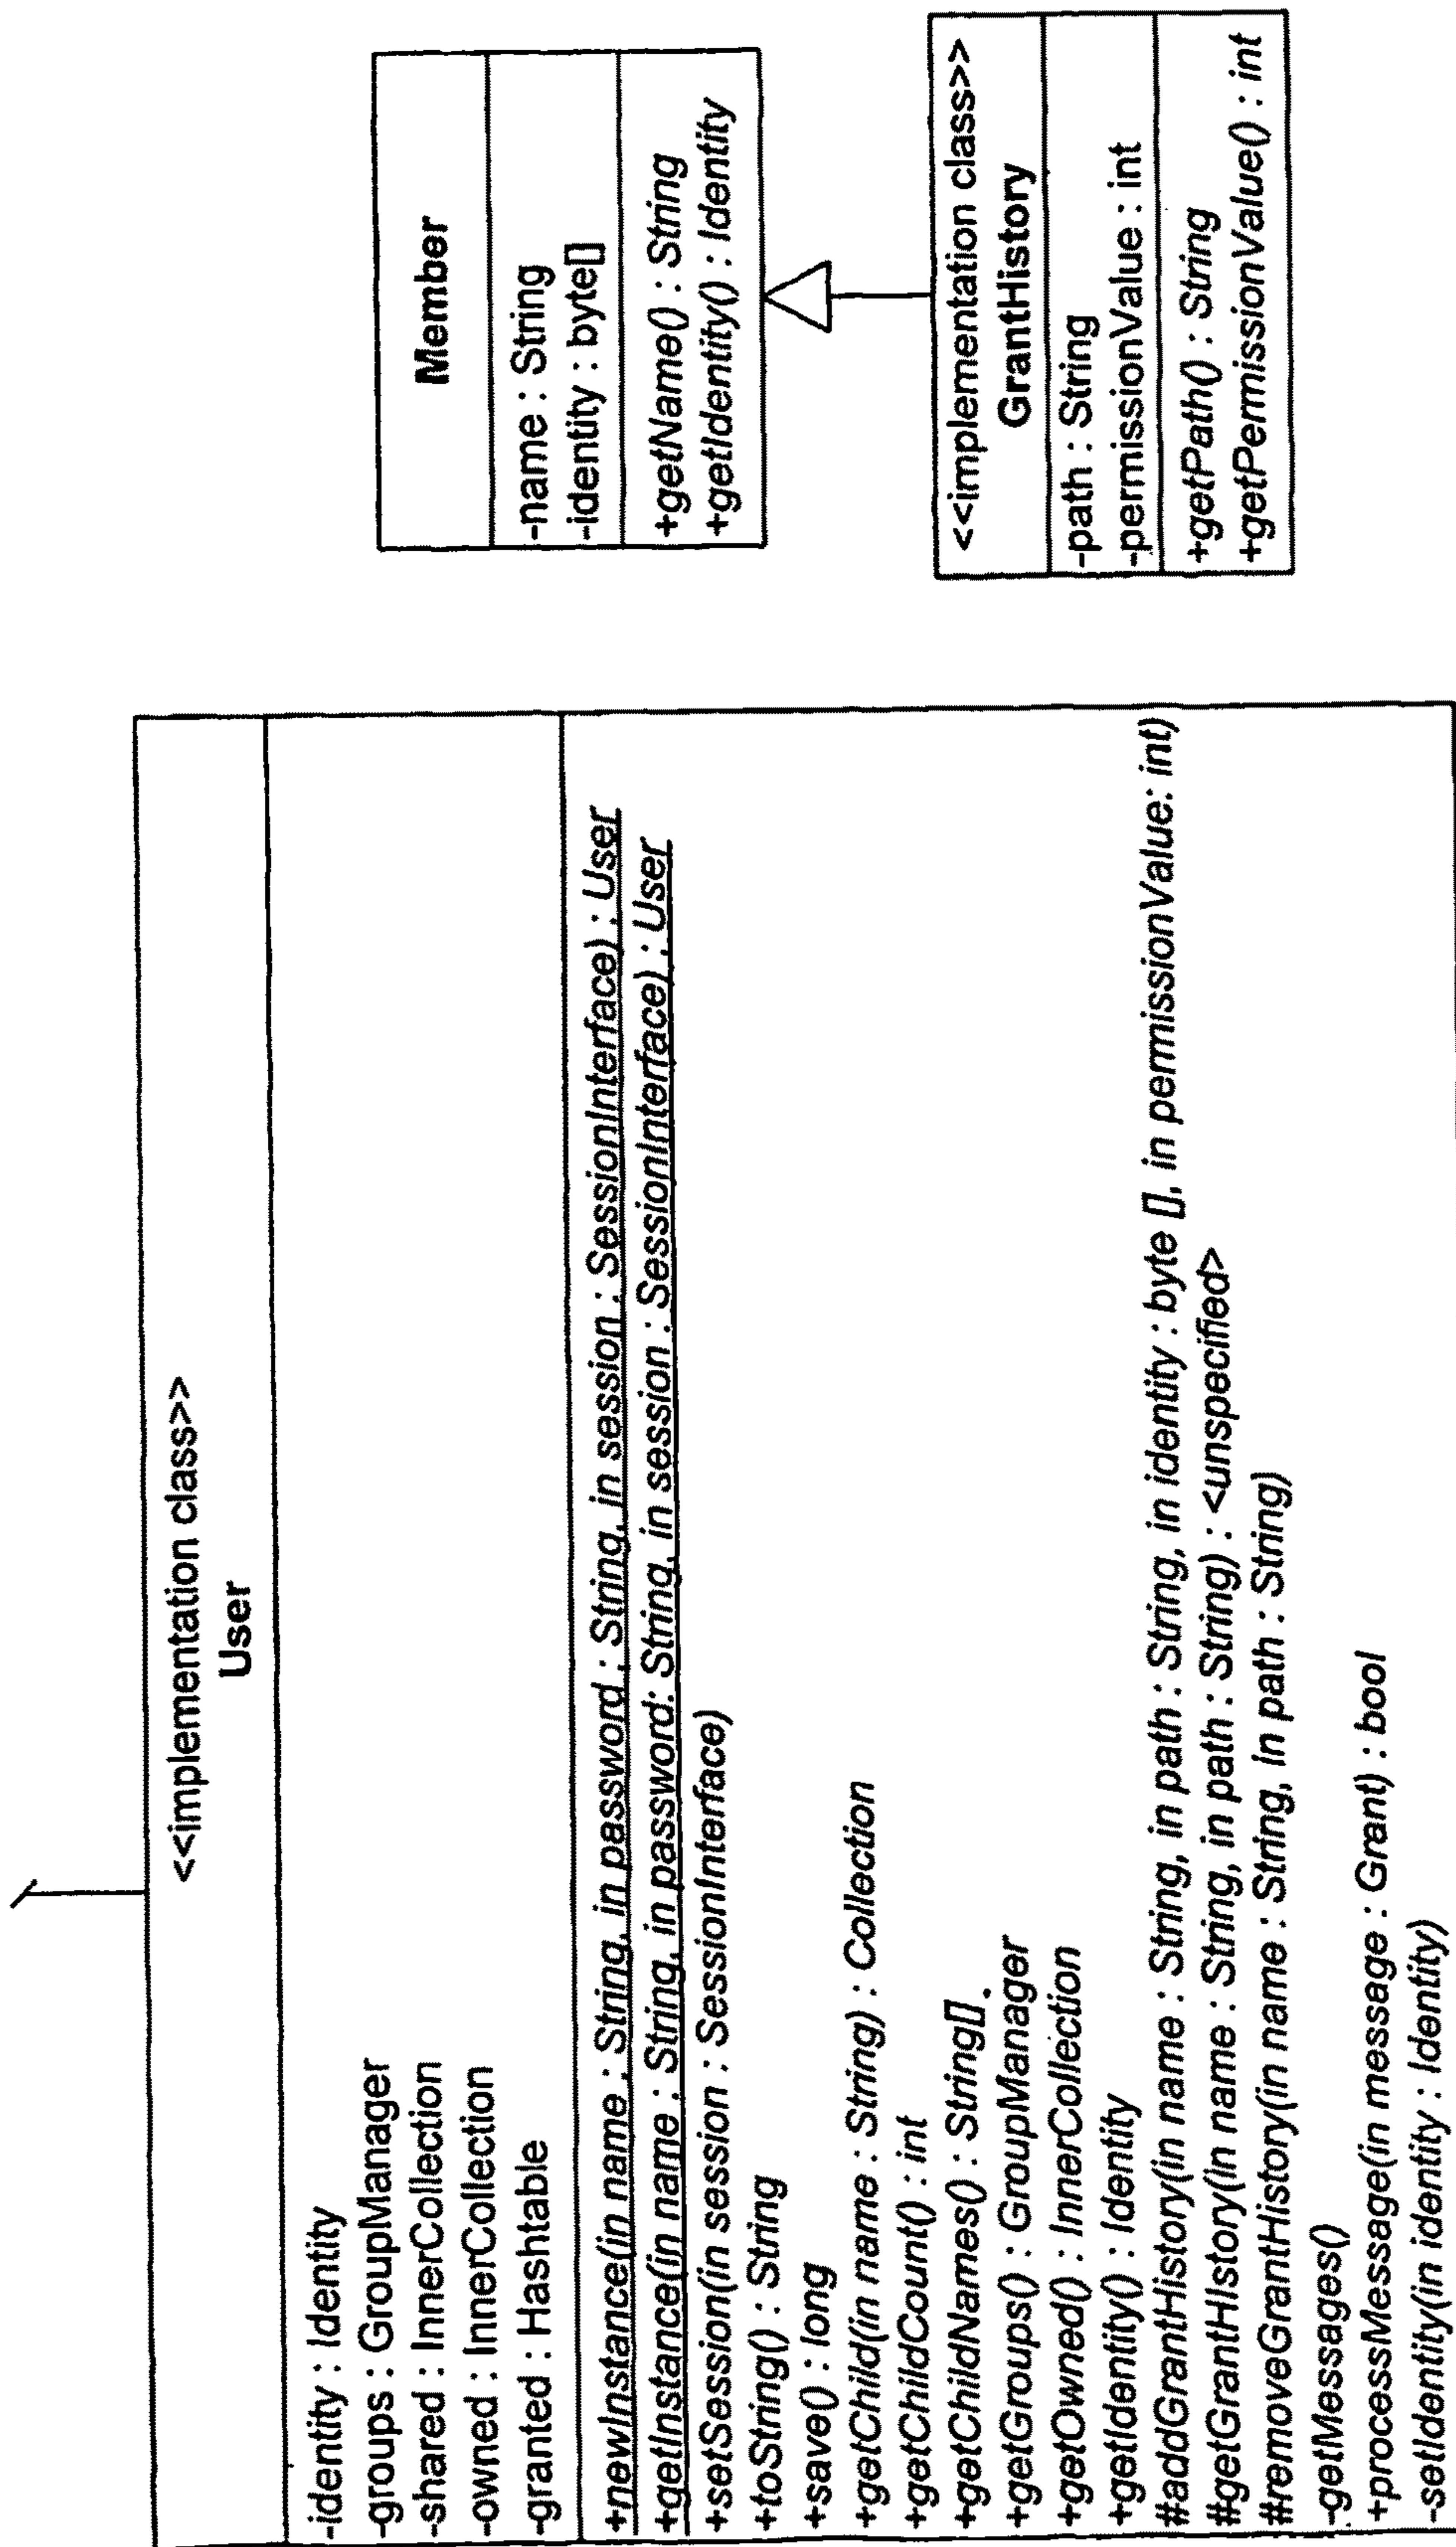 <<implementation class>>
User
-identity : Identity
-groups : GroupManager
-shared : InnerCollection
-owned : InnerCollection
-granted : Hashtable
+newInstance(in name : String, in password : String, in session : SessionInterface) : User
+getInstance(in name : String, in password: String, in session : SessionInterface) : User
+setSession(in session : SessionInterface)
+toString() : String
+save() : long
+getChild(in name : String) : Collection
+getChildCount() : int
+getChildNames() : String[]
+getGroups() : GroupManager
+getOwned() : InnerCollection
+getIdentity() : Identity
#addGrantHistory(in name : String, in path : String, in identity : byte [], in permissionValue: int)
#getGrantHIstory(in name : String, in path : String) : <unspecified>
#removeGrantHistory(in name : String, in path : String)
-getMessages()
+processMessage(in message : Grant) : bool
-setIdentity(in identity : Identity)
Member
-name : String
-identity : byte[]
+getName() : String
+getIdentity() : Identity
<<implementation class>>
GrantHistory
-path : String
-permissionValue : int
+getPath() : String
+getPermissionValue() : int